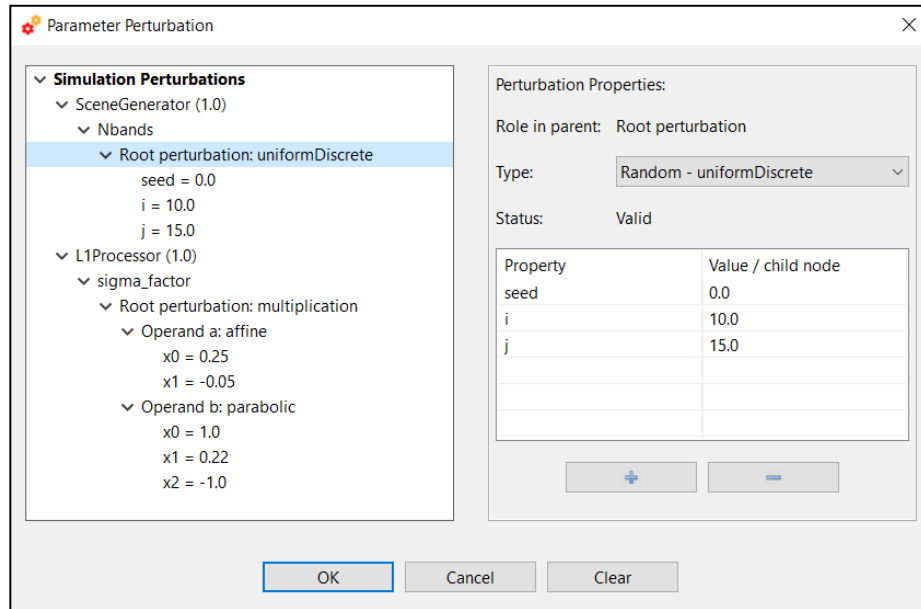 Parameter Perturbation
Simulation Perturbations
SceneGenerator (1.0)
Nbands
Root perturbation: uniformDiscrete
seed = 0.0
i = 10.0
j = 15.0
L1Processor (1.0)
sigma_factor
Root perturbation: multiplication
Operand a: affine
x0 = 0.25
x1 = -0.05
Operand b: parabolic
x0 = 1.0
x1 = 0.22
x2 = -1.0
Perturbation Properties:
Role in parent: Root perturbation
Type: Random - uniformDiscrete
Status: Valid
Property Value / child node
seed 0.0
i 10.0
j 15.0
OK Cancel Clear